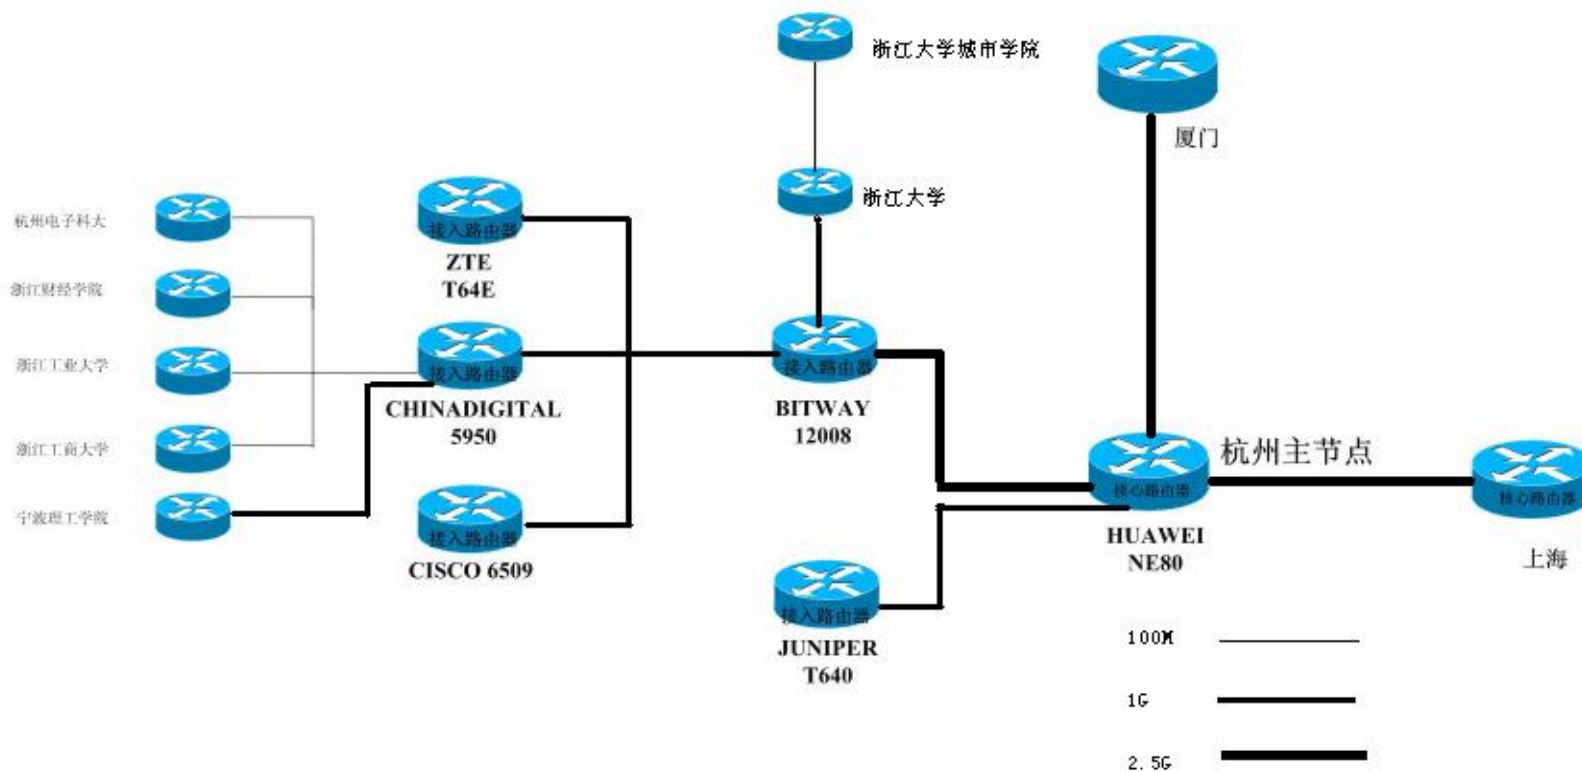 浙江大学城市学院
厦门
浙江大学
杭州电子科大
接入路由器
ZTE
T64E
浙江财经学院
浙江工业大学
接入路由器
CHINADIGITAL
5950
接入路由器
BITWAY
12008
浙江工商大学
宁波理工学院
接入路由器
CISCO 6509
杭州主节点
核心路由器
HUAWEI
NE80
核心路由器
上海
接入路由器
JUNIPER
T640
100M
1G
2.5G